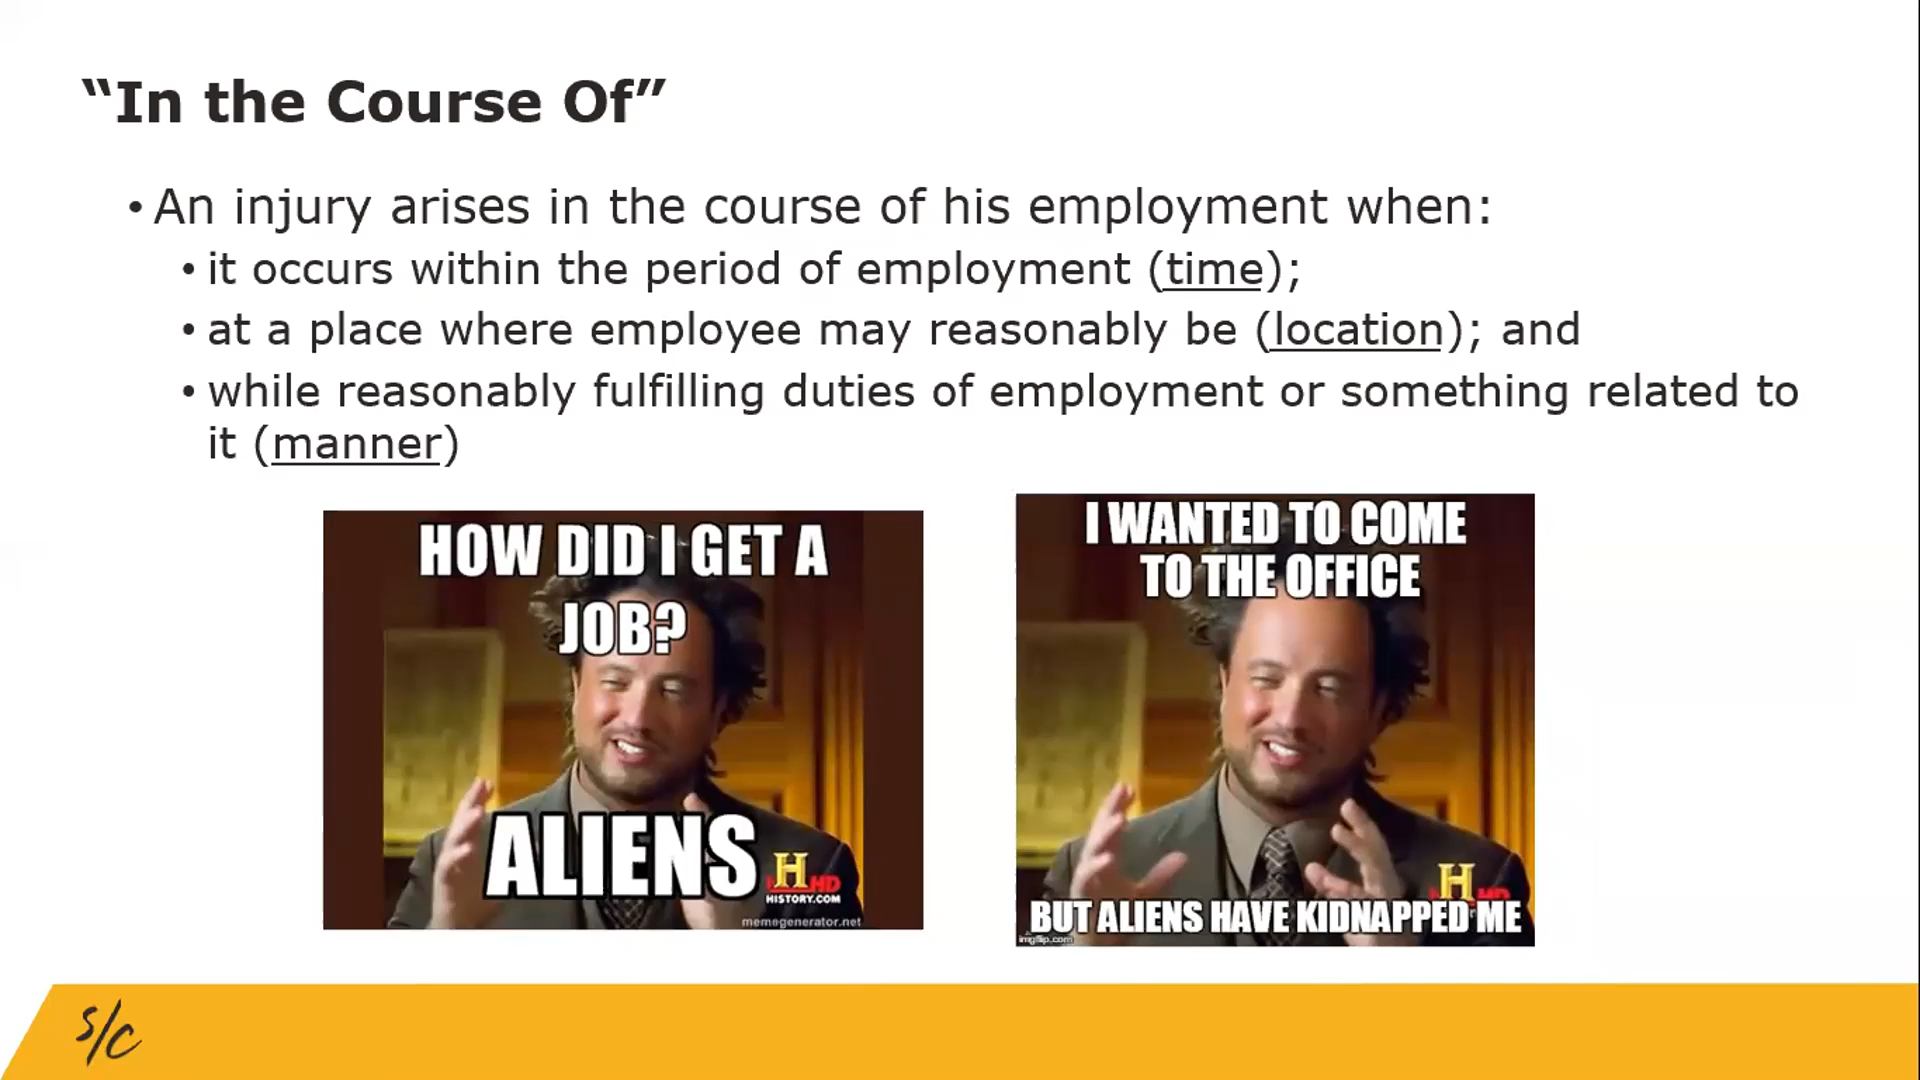 “In the Course Of”
• An injury arises in the course of his employment when:
• it occurs within the period of employment (time);
• at a place where employee may reasonably be (location); and
• while reasonably fulfilling duties of employment or something related to
it (manner)
HOW DID I GET A
JOB?
ALIENS
H
HD
HISTORY.COM
memegenerator.net
I WANTED TO COME
TO THE OFFICE
H
HD
BUT ALIENS HAVE KIDNAPPED ME
imgflip.com
S/C